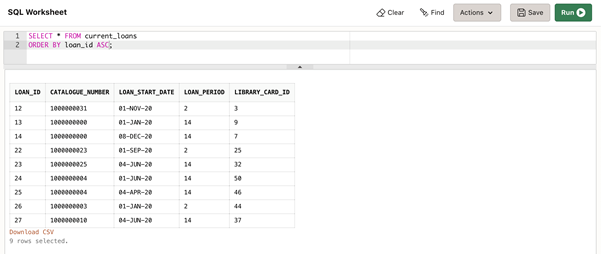 SQL Worksheet
Clear Find Actions Save Run
1 SELECT * FROM current_loans
2 ORDER BY loan_id ASC;
LOAN_ID CATALOGUE_NUMBER LOAN_START_DATE LOAN_PERIOD LIBRARY_CARD_ID
12 1000000031 01-NOV-20 2 3
13 1000000000 01-JAN-20 14 9
14 1000000000 08-DEC-20 14 7
22 1000000023 01-SEP-20 2 25
23 1000000025 04-JUN-20 14 32
24 1000000004 01-JUN-20 14 50
25 1000000004 04-APR-20 14 46
26 1000000003 01-JAN-20 2 44
27 1000000010 04-JUN-20 14 37
Download CSV
9 rows selected.